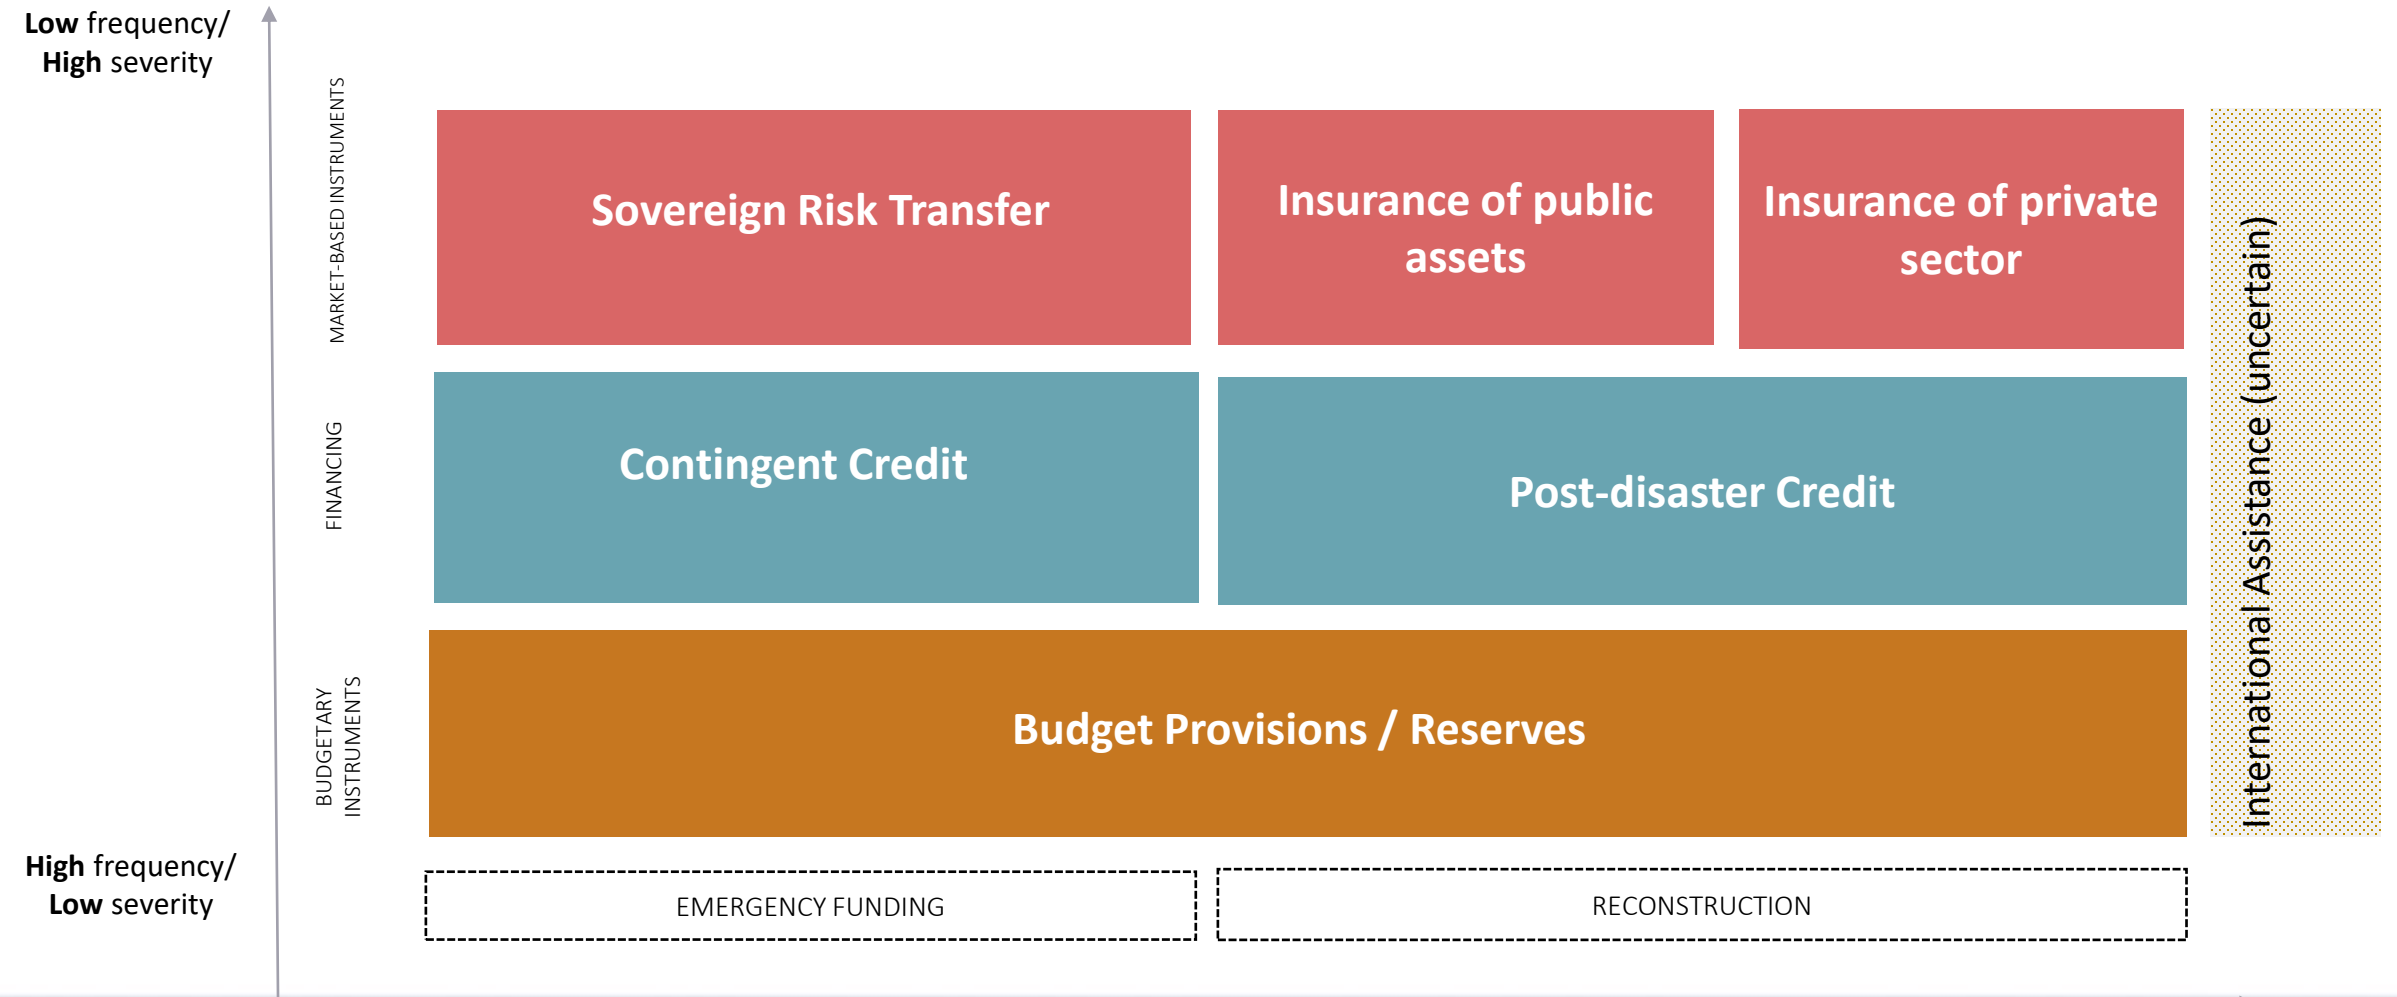 Low frequency/
High severity
MARKET-BASED INSTRUMENTS
Sovereign Risk Transfer
Insurance of public
assets
Insurance of private
sector
FINANCING
Contingent Credit
Post-disaster Credit
BUDGETARY
INSTRUMENTS
Budget Provisions / Reserves
International Assistance (uncertain)
High frequency/
Low severity
EMERGENCY FUNDING
RECONSTRUCTION